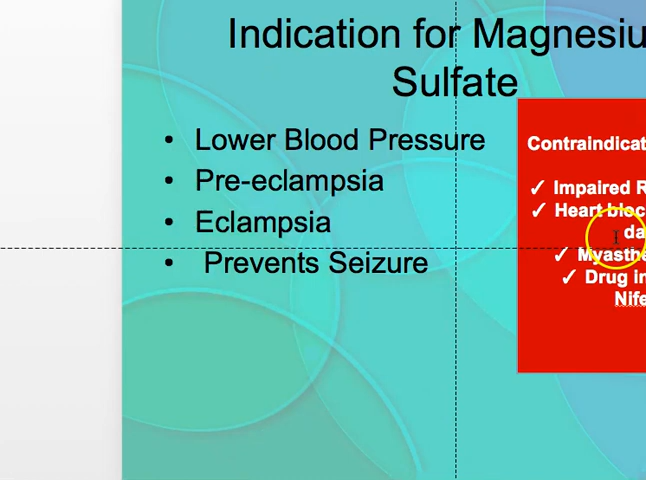 Indication for Magnesiu
Sulfate
• Lower Blood Pressure
• Pre-eclampsia
• Eclampsia
• Prevents Seizure
Contraindicat
✓ Impaired R
✓ Heart bloc
da
✓ Myasthe
✓ Drug in
Nife